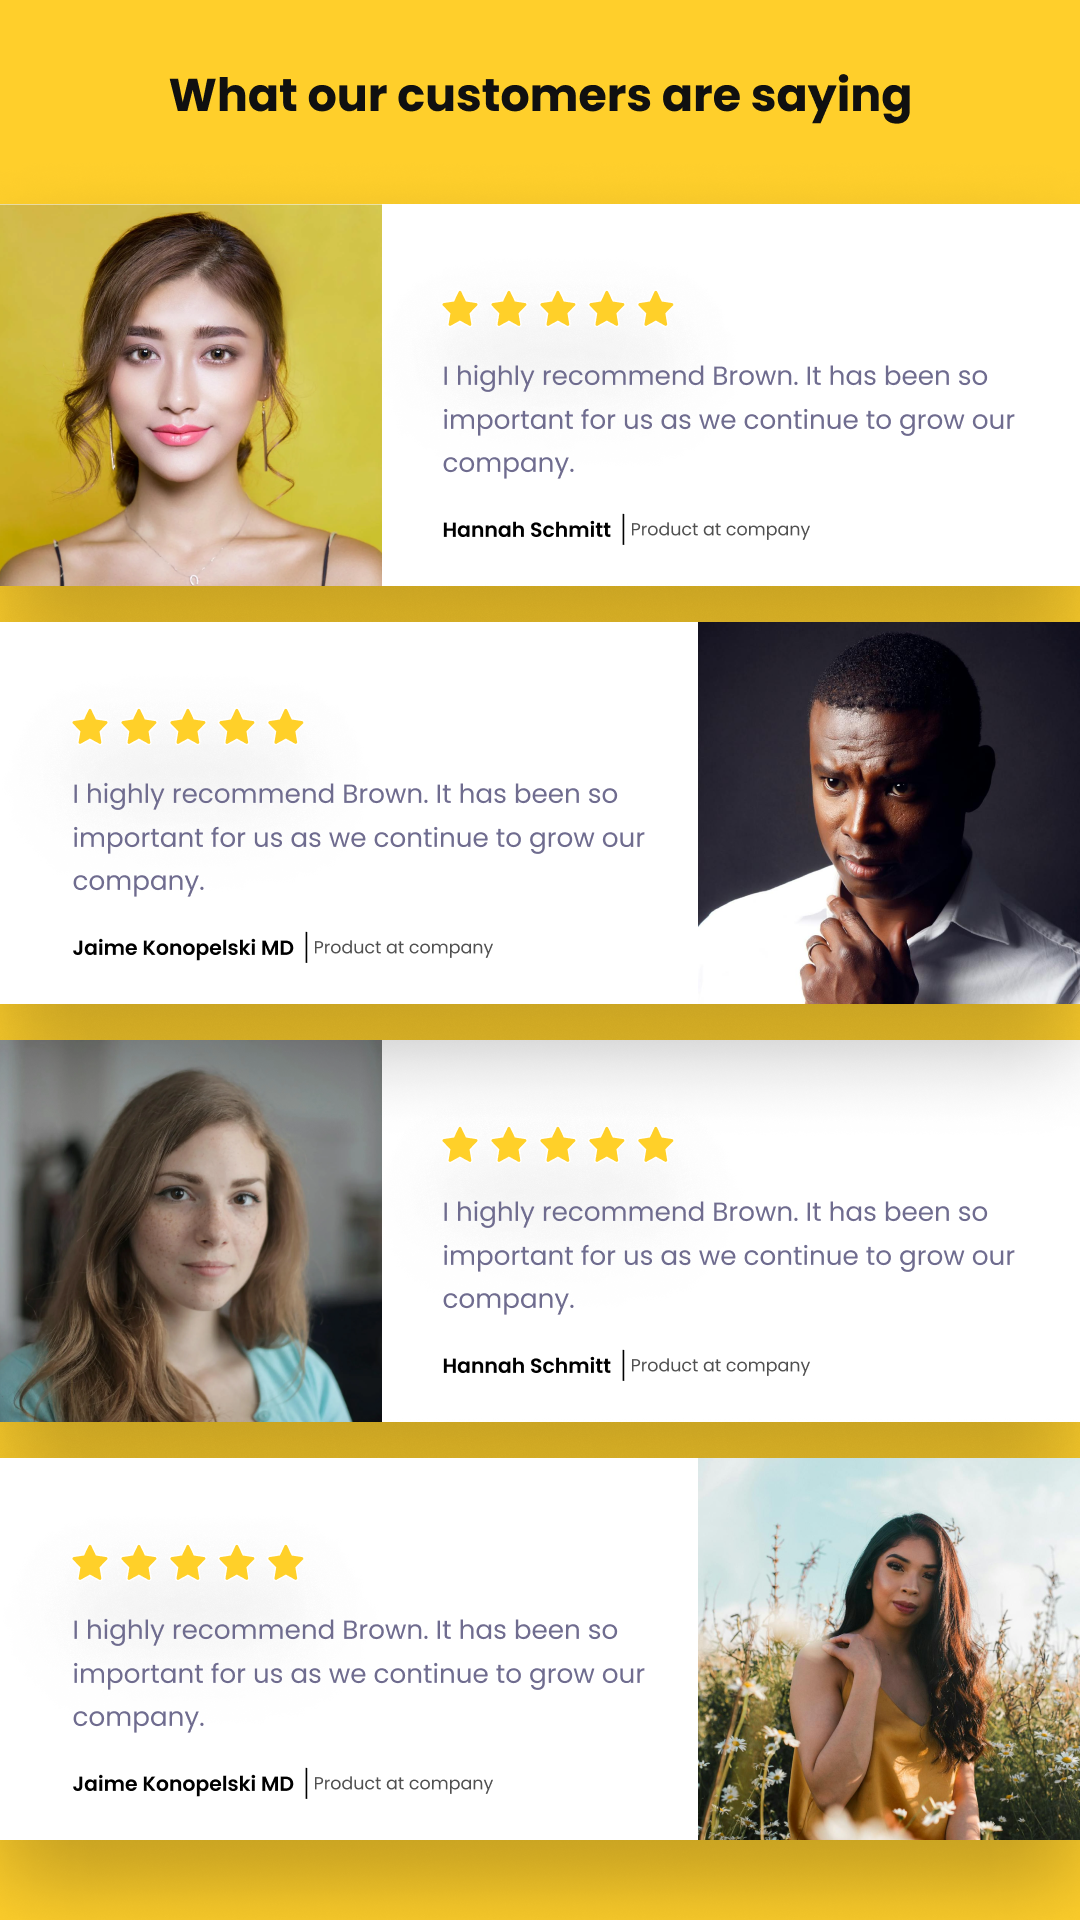 What our customers are saying
I highly recommend Brown. It has been so
important for us as we continue to grow our
company.
Hannah Schmitt | Product at company
I highly recommend Brown. It has been so
important for us as we continue to grow our
company.
Jaime Konopelski MD | Product at company
I highly recommend Brown. It has been so
important for us as we continue to grow our
company.
Hannah Schmitt | Product at company
I highly recommend Brown. It has been so
important for us as we continue to grow our
company.
Jaime Konopelski MD | Product at company